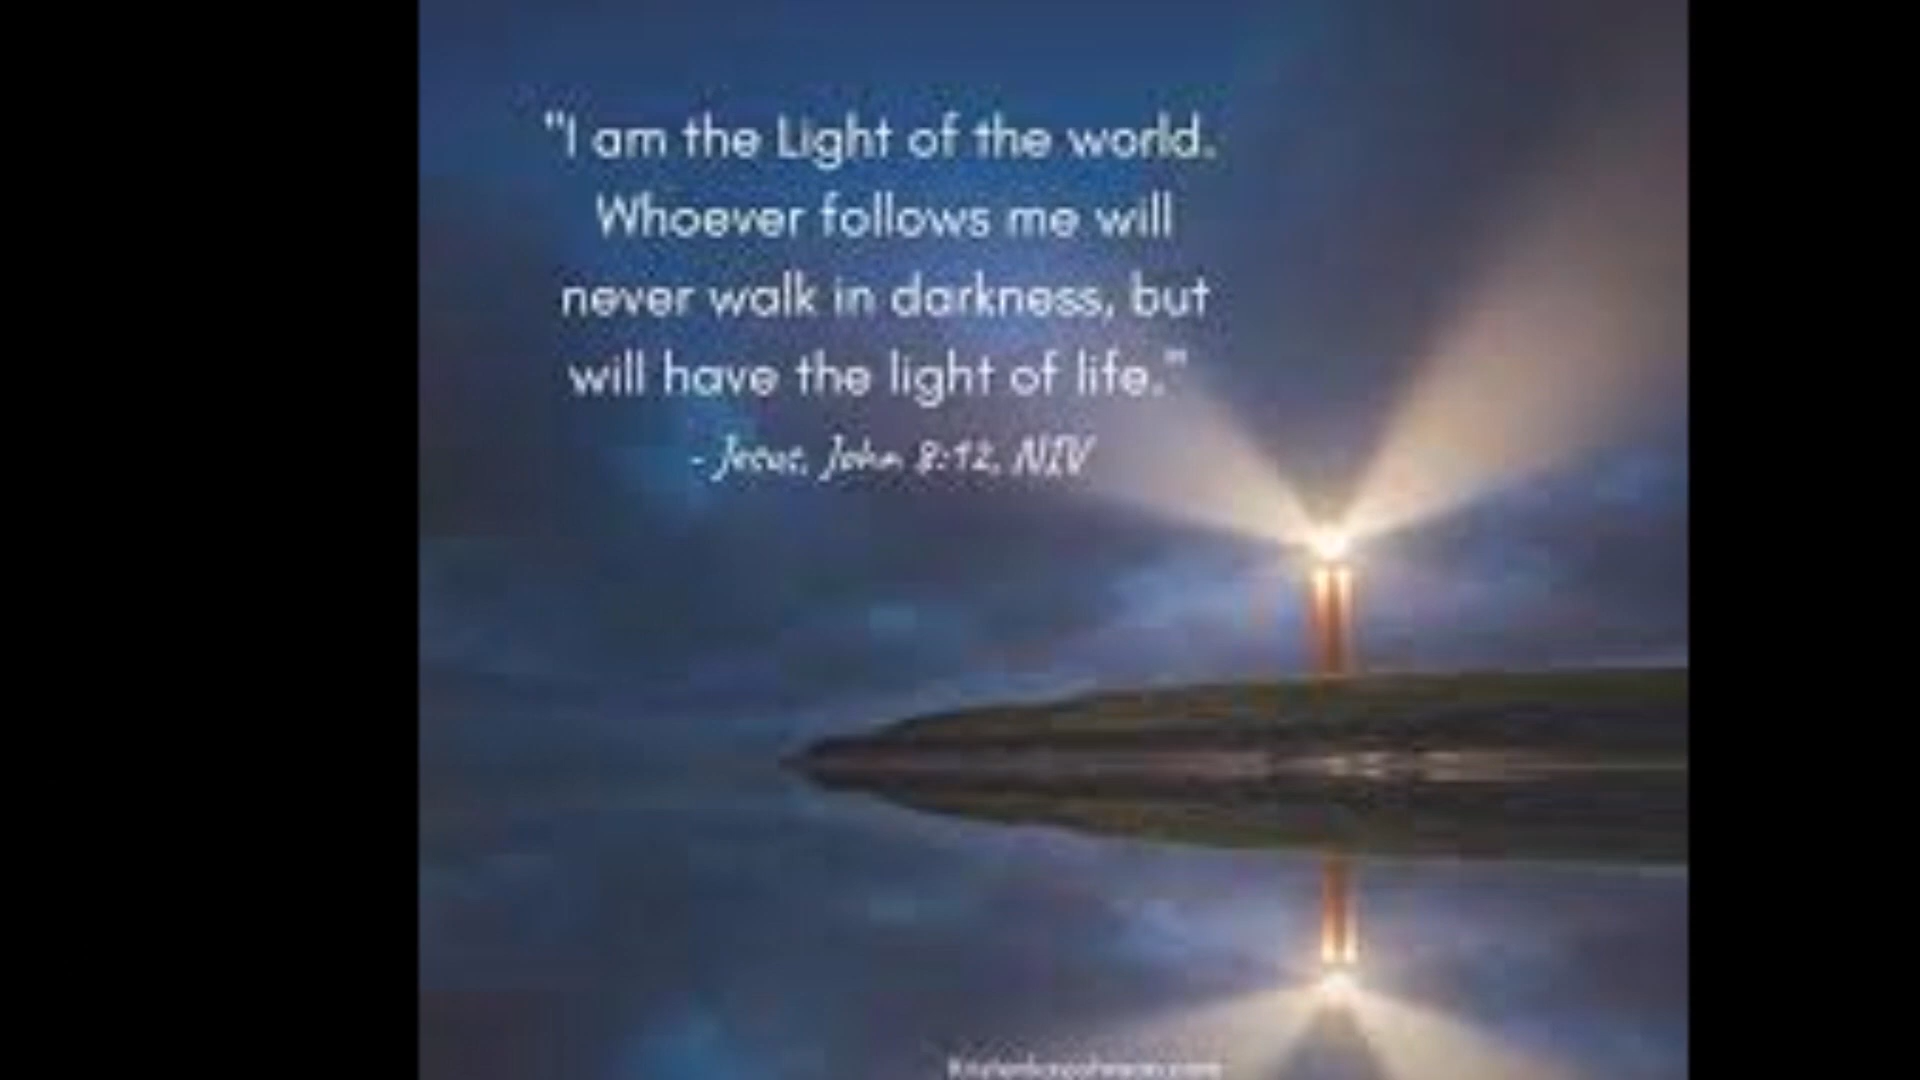 "I am the Light of the world.
Whoever follows me will
never walk in darkness, but
will have the light of life."
- Jesus, John 8:12, NIV